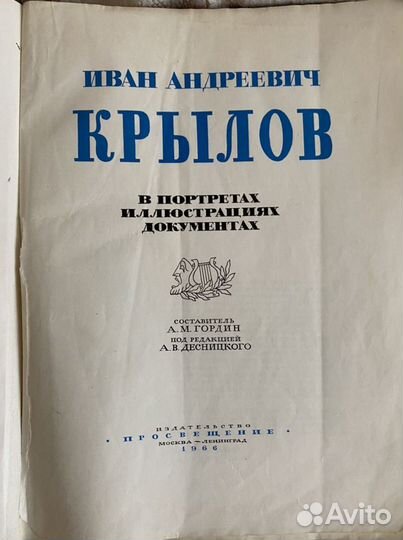 ИВАН АНДРЕЕВИЧ
КРЫЛОВ
В ПОРТРЕТАХ
ИЛЛЮСТРАЦИЯХ
ДОКУМЕНТАХ
СОСТАВИТЕЛЬ
А. М. ГОРДИН
ПОД РЕДАКЦИЕЙ
А. В. ДЕСНИЦКОГО
ИЗДАТЕЛЬСТВО
· ПРОСВЕЩЕНИЕ ·
МОСКВА—ЛЕНИНГРАД
1966
Avito